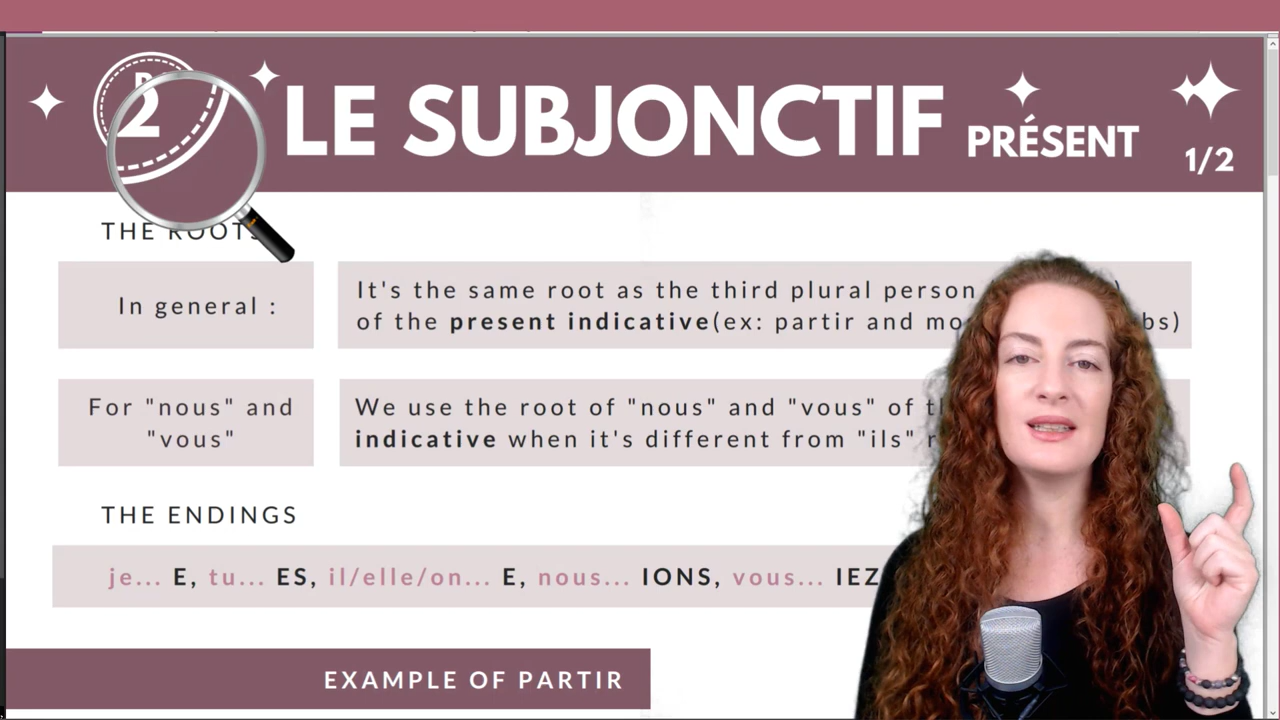 B
2
LE SUBJONCTIF PRÉSENT
1/2
THE ROOTS
In general :
It's the same root as the third plural person
of the present indicative(ex: partir and bs)
For "nous" and
"vous"
We use the root of "nous" and "vous" of
indicative when it's different from "ils"
THE ENDINGS
je... E, tu... ES, il/elle/on... E, nous... IONS, vous... IEZ
EXAMPLE OF PARTIR